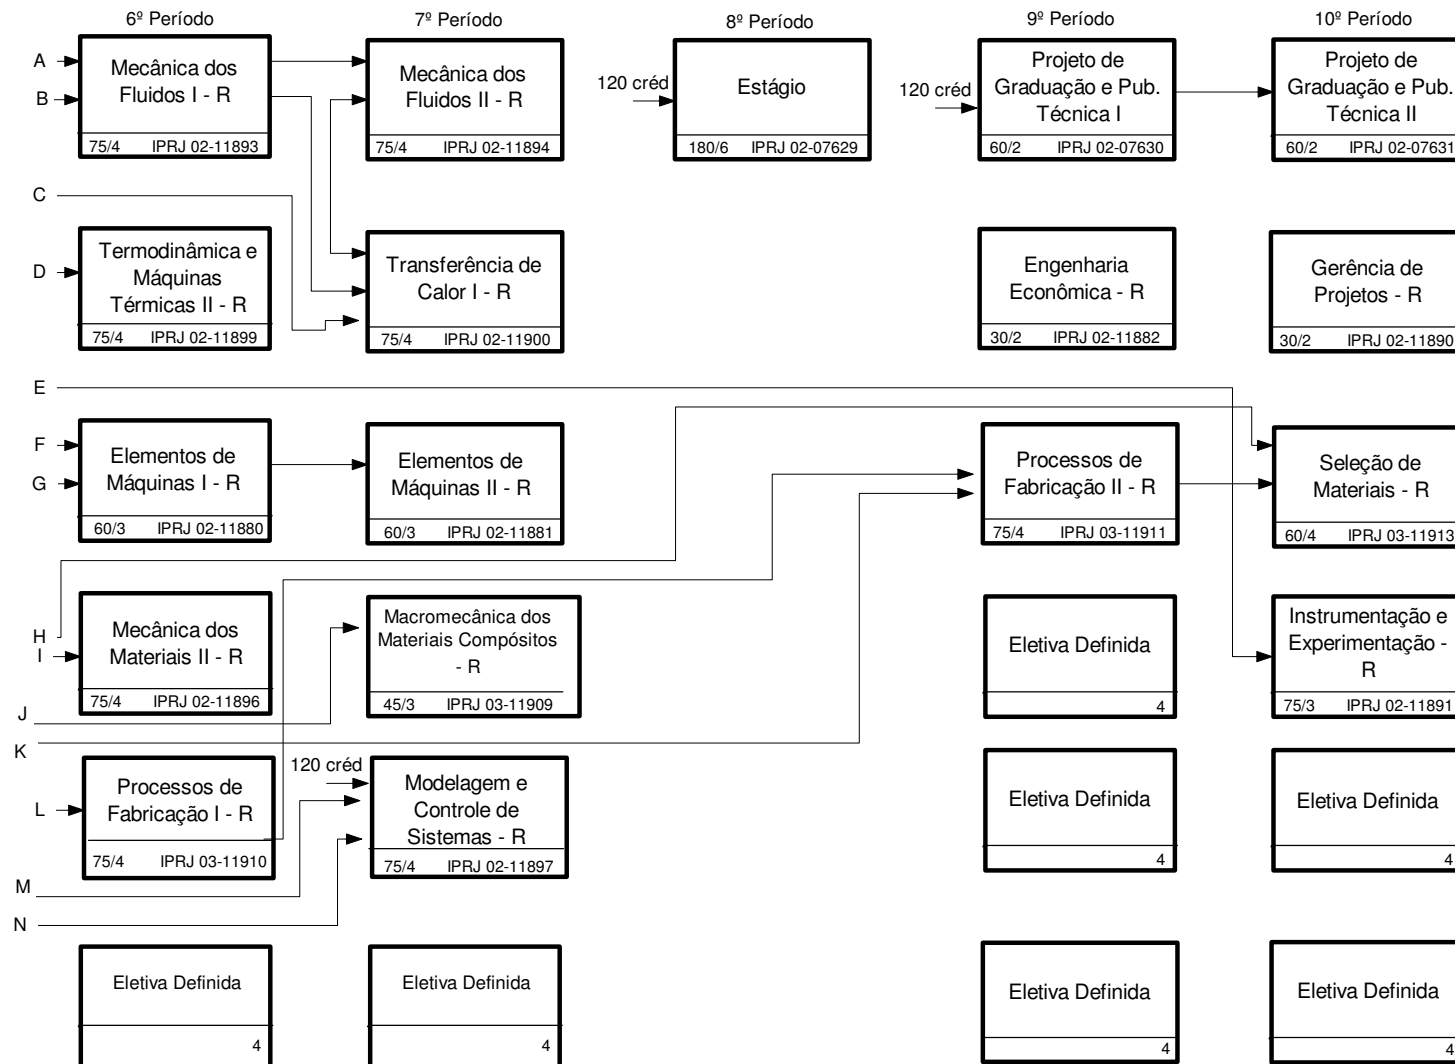 6º Período
7º Período
8º Período
9º Período
10º Período
A
B
Mecânica dos
Fluidos I - R
75/4 IPRJ 02-11893
Mecânica dos
Fluidos II - R
75/4 IPRJ 02-11894
120 créd
Estágio
180/6 IPRJ 02-07629
120 créd
Projeto de
Graduação e Pub.
Técnica I
60/2 IPRJ 02-07630
Projeto de
Graduação e Pub.
Técnica II
60/2 IPRJ 02-07631
C
D
Termodinâmica e
Máquinas
Térmicas II - R
75/4 IPRJ 02-11899
Transferência de
Calor I - R
75/4 IPRJ 02-11900
Engenharia
Econômica - R
30/2 IPRJ 02-11882
Gerência de
Projetos - R
30/2 IPRJ 02-11890
E
F
G
Elementos de
Máquinas I - R
60/3 IPRJ 02-11880
Elementos de
Máquinas II - R
60/3 IPRJ 02-11881
Processos de
Fabricação II - R
75/4 IPRJ 03-11911
Seleção de
Materiais - R
60/4 IPRJ 03-11913
H
I
Mecânica dos
Materiais II - R
75/4 IPRJ 02-11896
Macromecânica dos
Materiais Compósitos
- R
45/3 IPRJ 03-11909
Eletiva Definida
4
Instrumentação e
Experimentação -
R
75/3 IPRJ 02-11891
J
K
L
Processos de
Fabricação I - R
75/4 IPRJ 03-11910
120 créd
Modelagem e
Controle de
Sistemas - R
75/4 IPRJ 02-11897
Eletiva Definida
4
Eletiva Definida
4
M
N
Eletiva Definida
4
Eletiva Definida
4
Eletiva Definida
4
Eletiva Definida
4